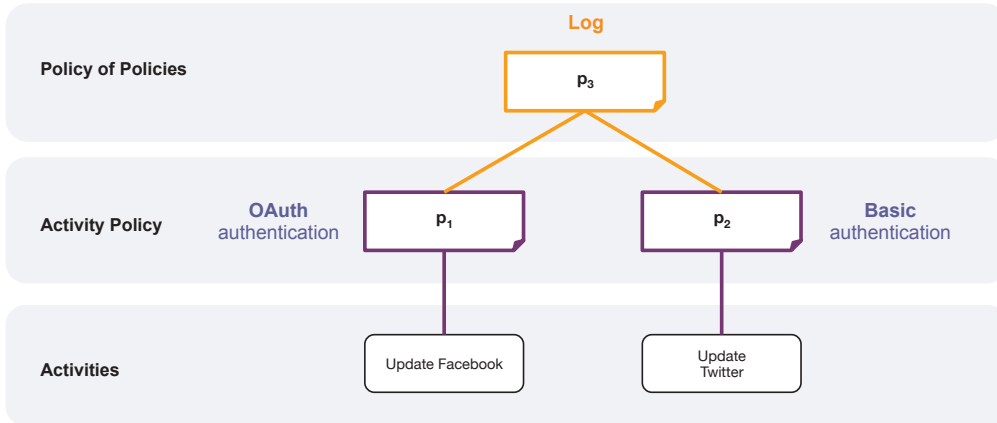 Log
Policy of Policies
p3
OAuth
authentication
Activity Policy
p1
p2
Basic
authentication
Activities
Update Facebook
Update
Twitter